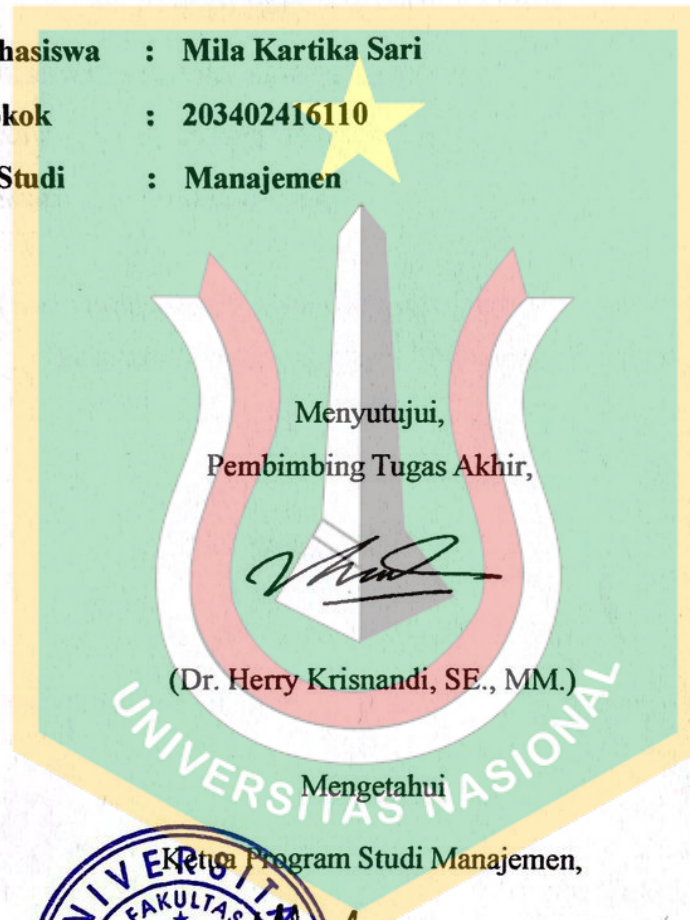 hasiswa : Mila Kartika Sari
kok : 203402416110
Studi : Manajemen
Menyutujui,
Pembimbing Tugas Akhir,
(Dr. Herry Krisnandi, SE., MM.)
UNIVERSITAS NASIONAL
Mengetahui
Ketua Program Studi Manajemen,
NIVERSIT
FAKULTAS